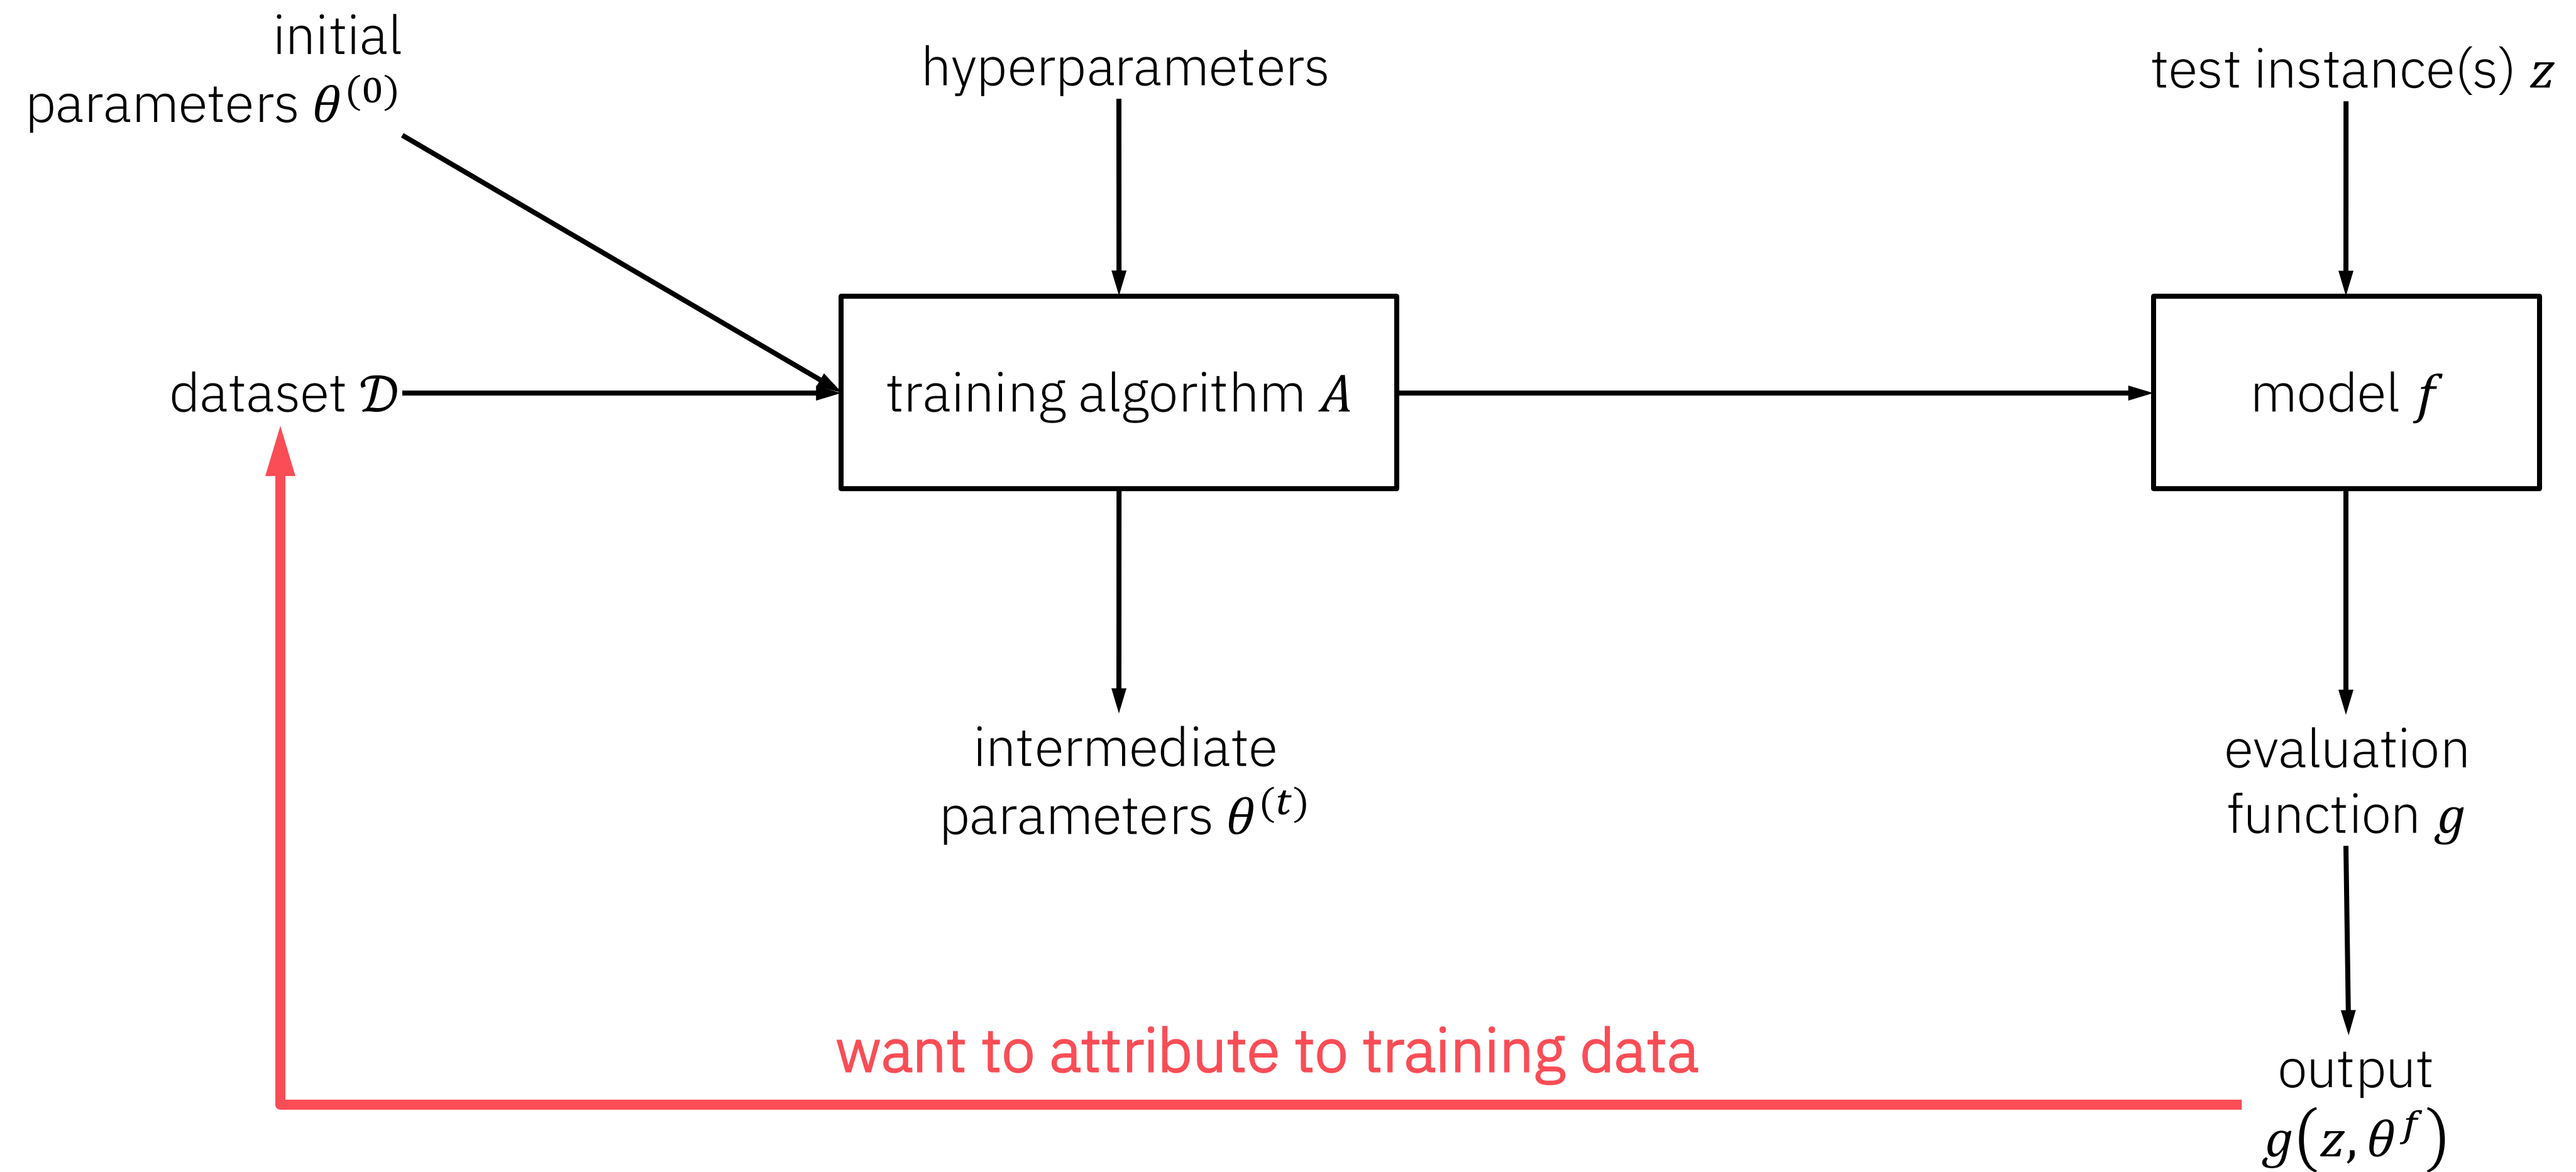 initial
parameters θ⁽⁰⁾
hyperparameters
test instance(s) z
dataset 𝒟
training algorithm A
model f
intermediate
parameters θ⁽ᵗ⁾
evaluation
function g
want to attribute to training data
output
g(z, θᶠ)